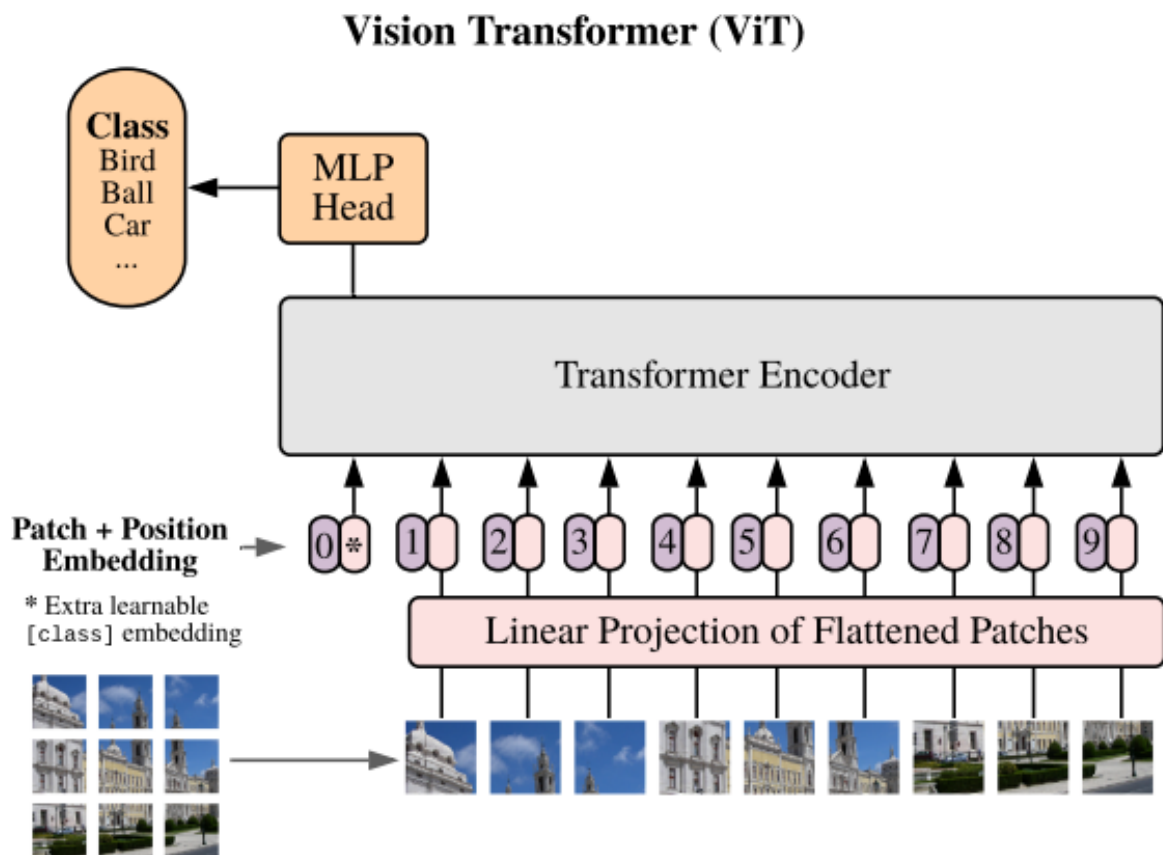 Vision Transformer (ViT)
Class
Bird
Ball
Car
...
MLP
Head
Transformer Encoder
Patch + Position
Embedding
0 * 1 2 3 4 5 6 7 8 9
* Extra learnable
[class] embedding
Linear Projection of Flattened Patches